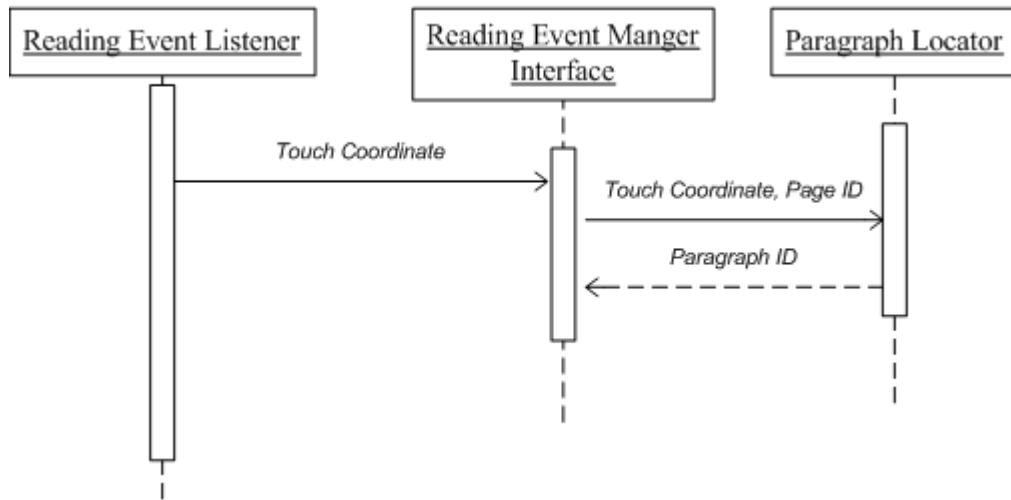 Reading Event Listener
Reading Event Manger
Interface
Paragraph Locator
Touch Coordinate
Touch Coordinate, Page ID
Paragraph ID